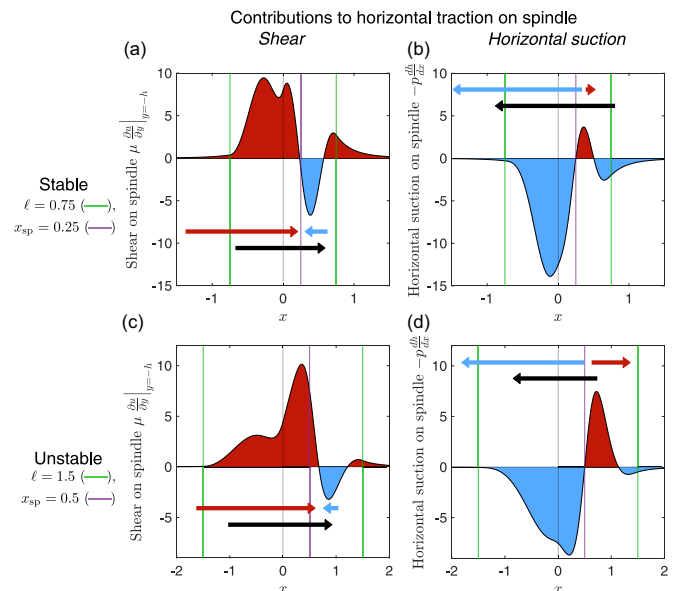 Contributions to horizontal traction on spindle
Shear
Horizontal suction
(a)
(b)
Shear on spindle μ ∂u/∂y|y=−h
10
5
0
-5
-10
-15
-1
0
1
x
Horizontal suction on spindle −p dh/dx
10
5
0
-5
-10
-15
-1
0
1
x
Stable
ℓ = 0.75 (—),
xsp = 0.25 (—)
(c)
(d)
Shear on spindle μ ∂u/∂y|y=−h
10
5
0
-5
-2
-1
0
1
2
x
Horizontal suction on spindle −p dh/dx
10
5
0
-5
-2
-1
0
1
2
x
Unstable
ℓ = 1.5 (—),
xsp = 0.5 (—)